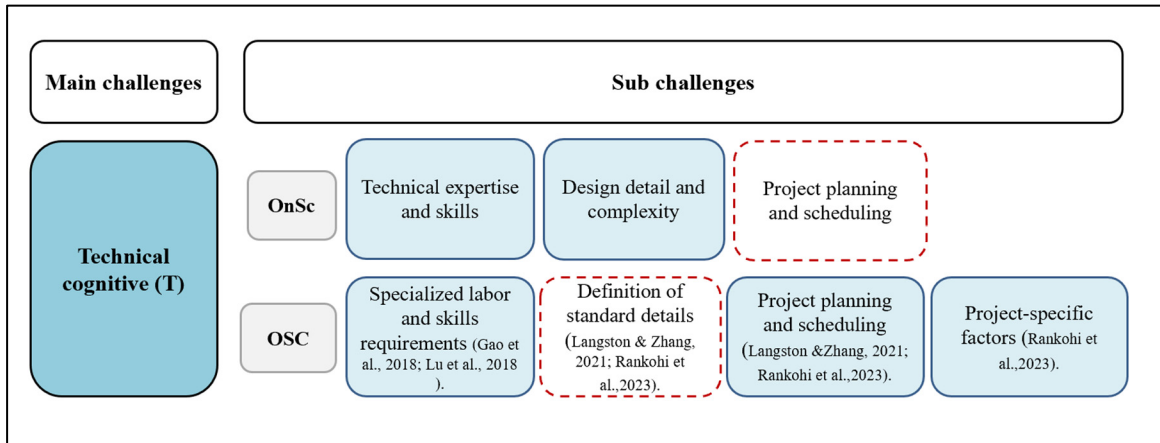 Main challenges
Sub challenges
Technical
cognitive (T)
OnSc
Technical expertise
and skills
Design detail and
complexity
Project planning
and scheduling
OSC
Specialized labor
and skills
requirements (Gao et
al., 2018; Lu et al., 2018
).
Definition of
standard details
(Langston & Zhang,
2021; Rankohi et
al.,2023).
Project planning
and scheduling
(Langston &Zhang, 2021;
Rankohi et al.,2023).
Project-specific
factors (Rankohi et
al.,2023).